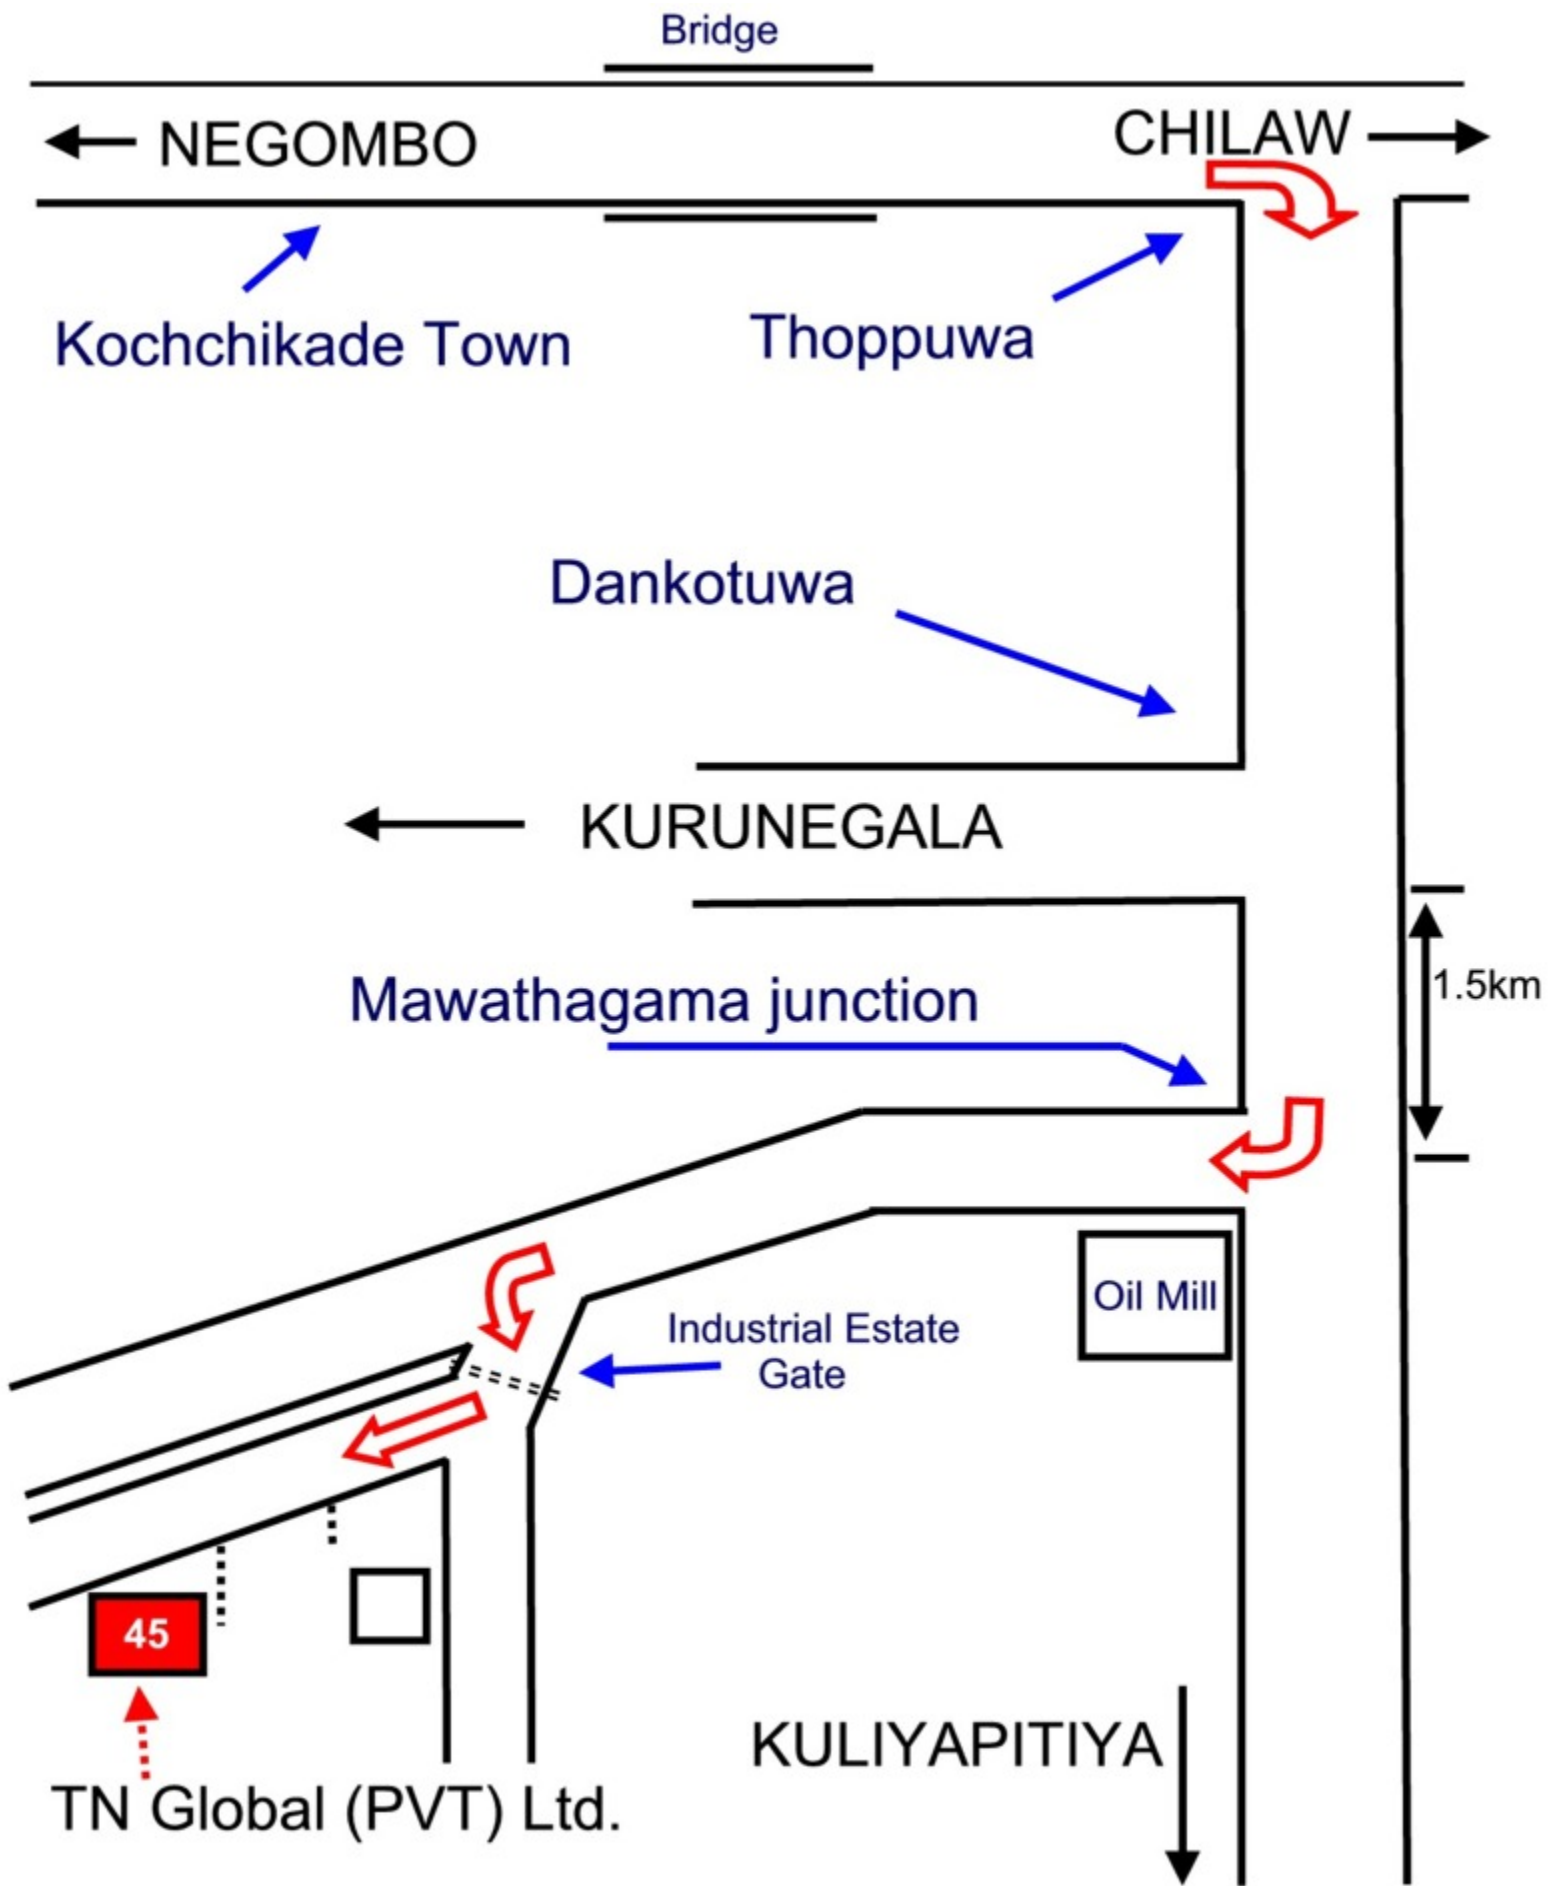 Bridge
NEGOMBO
CHILAW
Kochchikade Town
Thoppuwa
Dankotuwa
KURUNEGALA
1.5km
Mawathagama junction
Oil Mill
Industrial Estate
Gate
45
KULIYAPITIYA
TN Global (PVT) Ltd.